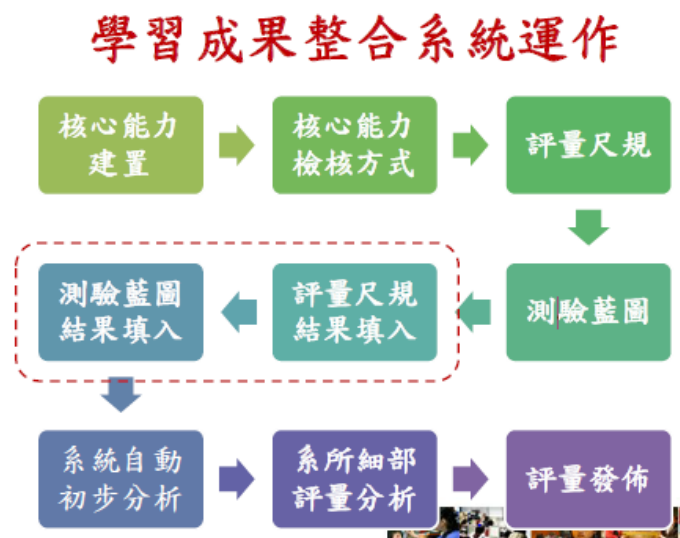 學習成果整合系統運作
核心能力
建置
核心能力
檢核方式
評量尺規
測驗藍圖
評量尺規
結果填入
測驗藍圖
結果填入
系統自動
初步分析
系所細部
評量分析
評量發佈